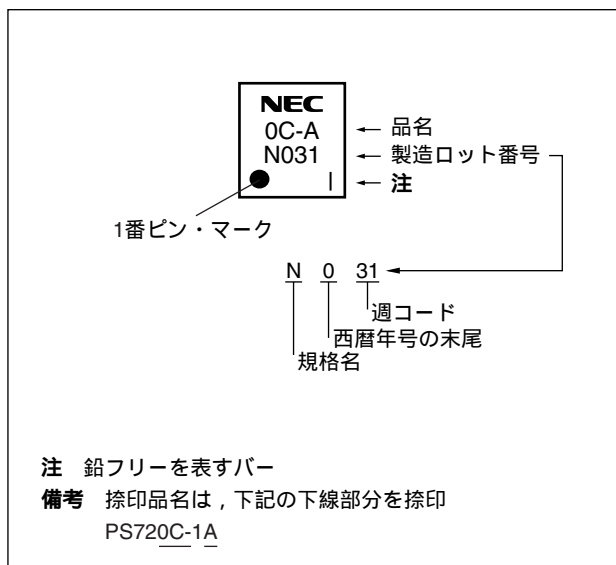 NEC
0C-A ← 品名
N031 ← 製造ロット番号
| ← 注
1番ピン・マーク
N 0 31
週コード
西暦年号の末尾
規格名
注 鉛フリーを表すバー
備考 捺印品名は，下記の下線部分を捺印
PS720C-1A